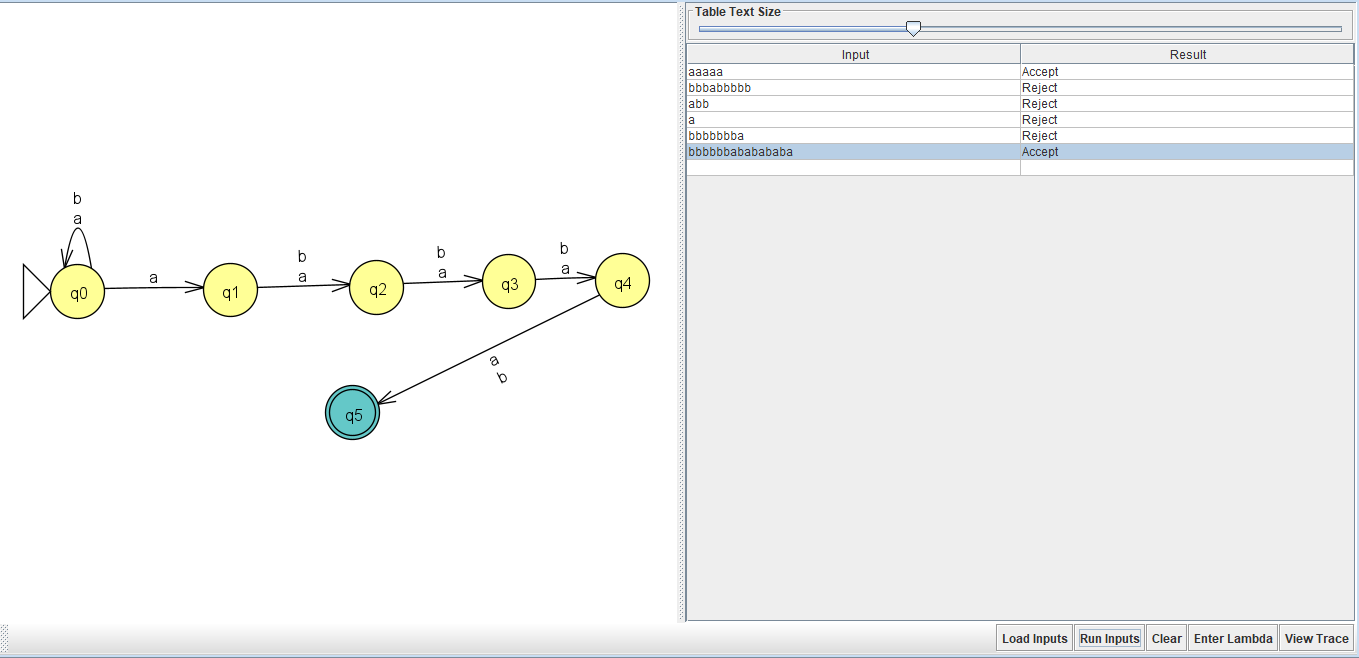 Table Text Size
Input Result
aaaaa Accept
bbbabbbbb Reject
abb Reject
a Reject
bbbbbbba Reject
bbbbbbababababa Accept
b
a
q0
a
q1
b
a
q2
b
a
q3
b
a
q4
a
b
q5
Load Inputs Run Inputs Clear Enter Lambda View Trace